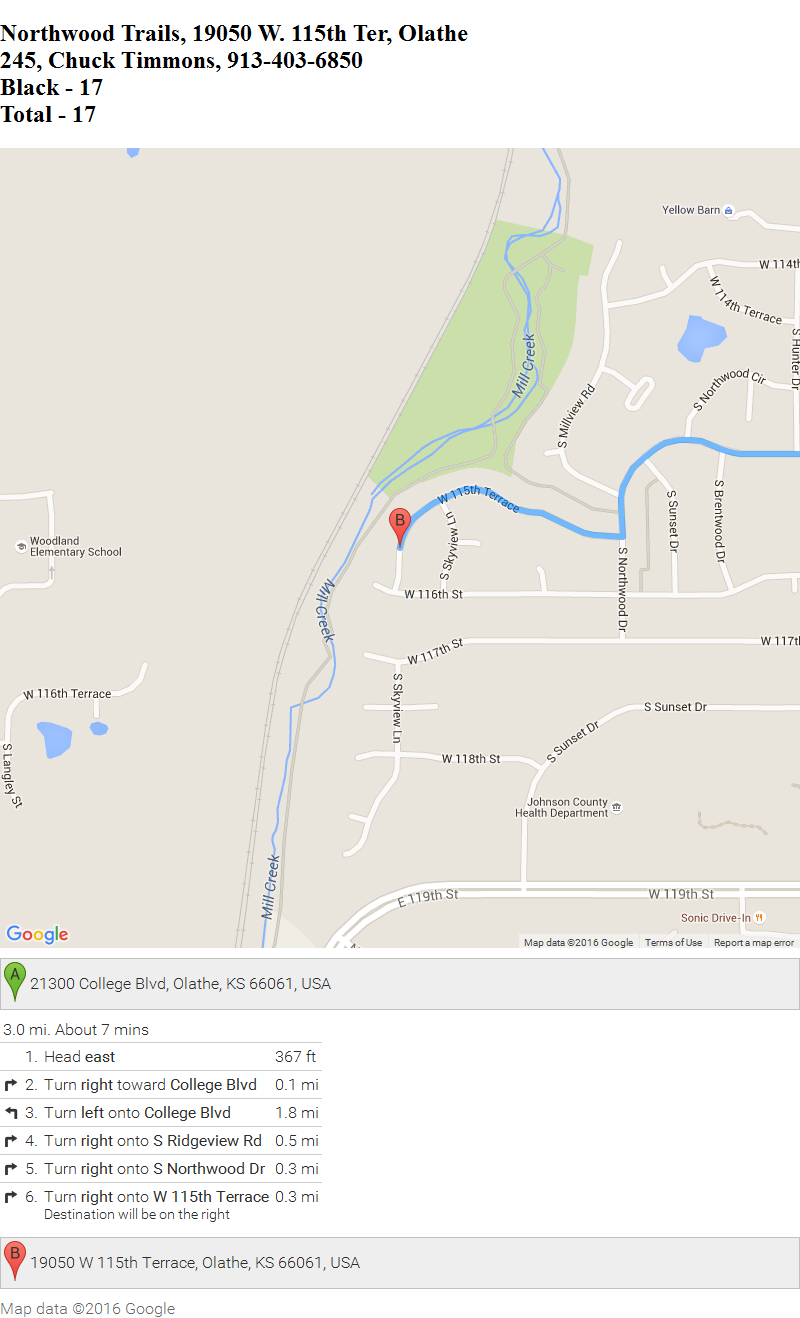 Northwood Trails, 19050 W. 115th Ter, Olathe
245, Chuck Timmons, 913-403-6850
Black - 17
Total - 17
Yellow Barn
W 114th
W 114th Terrace
S Hunter Dr
Mill Creek
S Northwood Cir
S Millview Rd
W 115th Terrace
B
S Skyview Ln
S Sunset Dr
S Brentwood Dr
Woodland
Elementary School
S Northwood Dr
W 116th St
Mill Creek
W 117th St
W 117t
W 116th Terrace
S Skyview Ln
S Sunset Dr
S Langley St
S Sunset Dr
W 118th St
Johnson County
Health Department
Mill Creek
E 119th St
W 119th St
Sonic Drive-In
Google
Map data ©2016 Google
Terms of Use
Report a map error
A
21300 College Blvd, Olathe, KS 66061, USA
3.0 mi. About 7 mins
1. Head east 367 ft
2. Turn right toward College Blvd 0.1 mi
3. Turn left onto College Blvd 1.8 mi
4. Turn right onto S Ridgeview Rd 0.5 mi
5. Turn right onto S Northwood Dr 0.3 mi
6. Turn right onto W 115th Terrace 0.3 mi
Destination will be on the right
B
19050 W 115th Terrace, Olathe, KS 66061, USA
Map data ©2016 Google